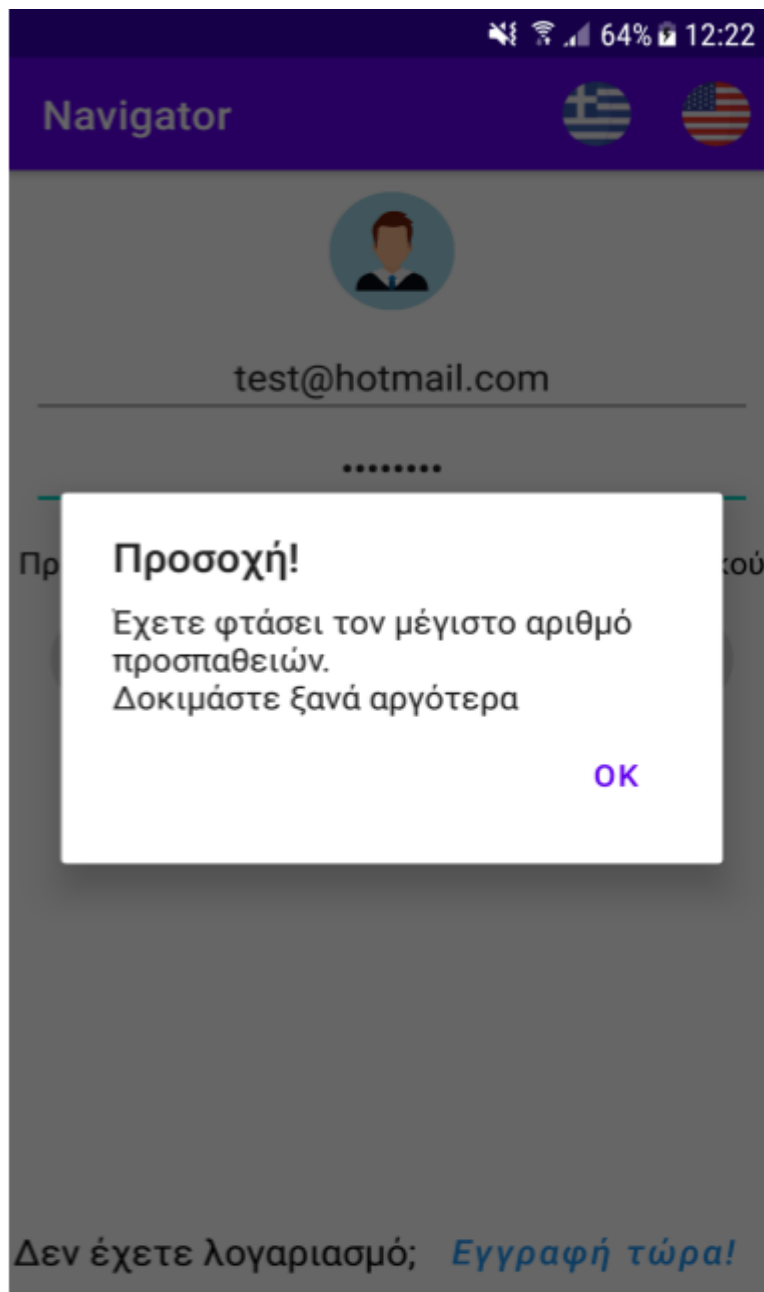 64% 12:22
Navigator
test@hotmail.com
Προσοχή!
Έχετε φτάσει τον μέγιστο αριθμό
προσπαθειών.
Δοκιμάστε ξανά αργότερα
OK
Δεν έχετε λογαριασμό; Εγγραφή τώρα!